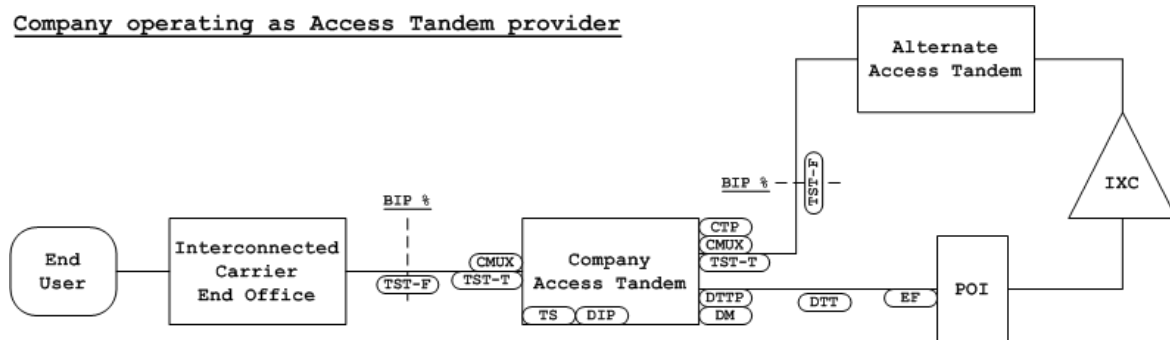 Company operating as Access Tandem provider
Alternate
Access Tandem
BIP %
TST-F
IXC
BIP %
End
User
Interconnected
Carrier
End Office
TST-F
CMUX
TST-T
Company
Access Tandem
TS
DIP
CTP
CMUX
TST-T
DTTP
DM
DTT
EF
POI